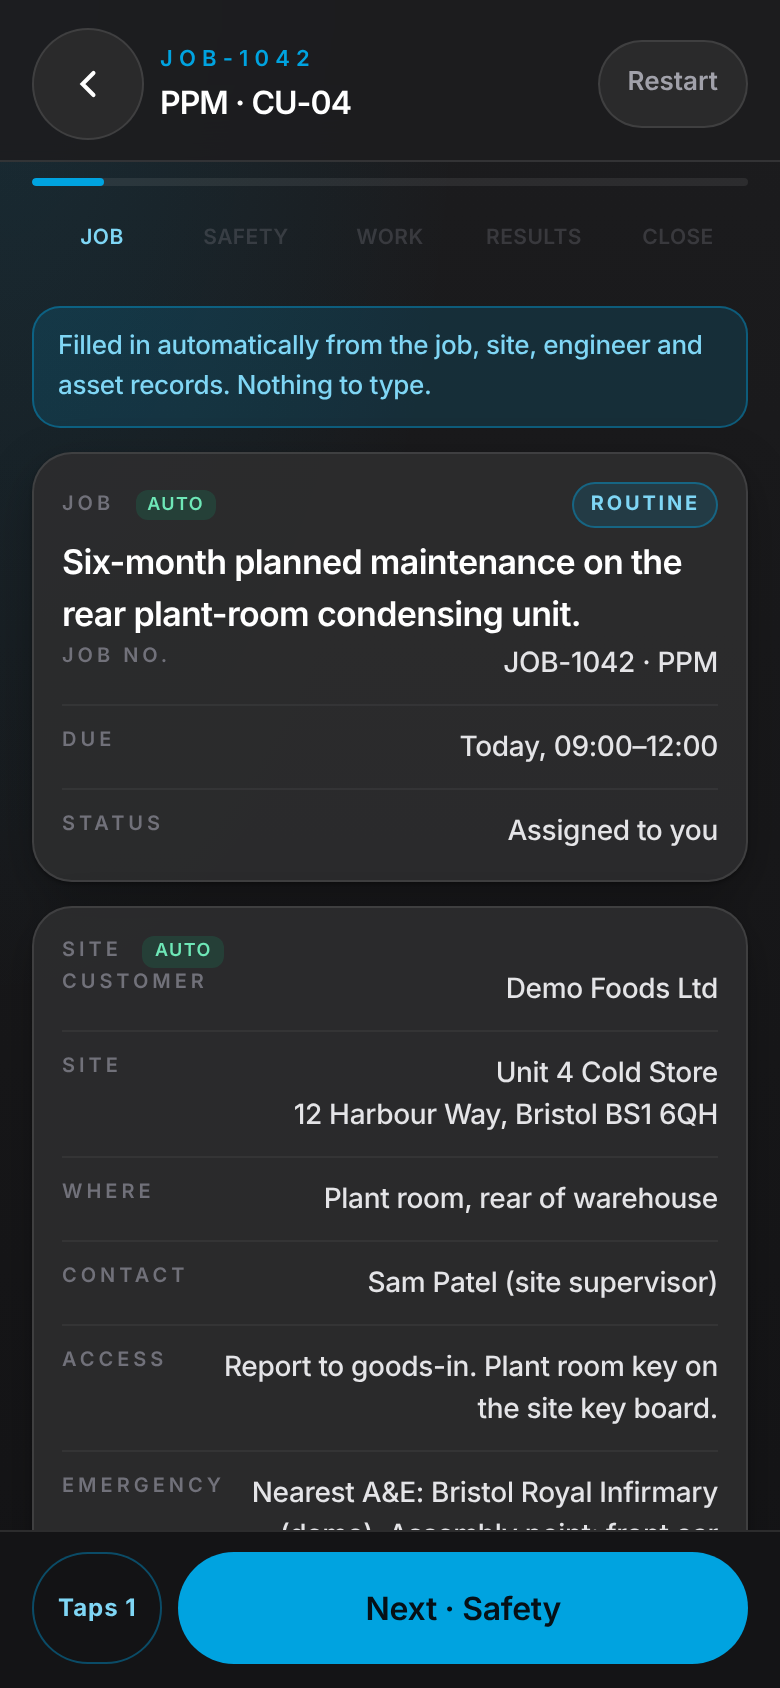 JOB-1042
PPM · CU-04
Restart
JOB
SAFETY
WORK
RESULTS
CLOSE
Filled in automatically from the job, site, engineer and
asset records. Nothing to type.
JOB AUTO
ROUTINE
Six-month planned maintenance on the
rear plant-room condensing unit.
JOB NO. JOB-1042 · PPM
DUE Today, 09:00–12:00
STATUS Assigned to you
SITE AUTO
CUSTOMER Demo Foods Ltd
SITE Unit 4 Cold Store
12 Harbour Way, Bristol BS1 6QH
WHERE Plant room, rear of warehouse
CONTACT Sam Patel (site supervisor)
ACCESS Report to goods-in. Plant room key on
the site key board.
EMERGENCY Nearest A&E: Bristol Royal Infirmary
(demo). Assembly point: front car
Taps 1
Next · Safety